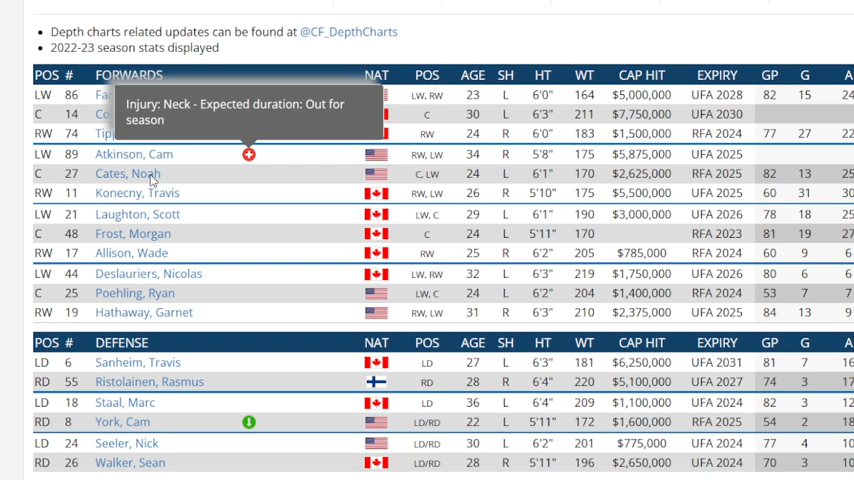 Depth charts related updates can be found at @CF_DepthCharts
2022-23 season stats displayed
POS # FORWARDS NAT POS AGE SH HT WT CAP HIT EXPIRY GP G A
Injury: Neck - Expected duration: Out for
season
LW 86 Fa LW, RW 23 L 6'0" 164 $5,000,000 UFA 2028 82 15 24
C 14 Co C 30 L 6'3" 211 $7,750,000 UFA 2030
RW 74 Tipp RW 24 R 6'0" 183 $1,500,000 RFA 2024 77 27 22
LW 89 Atkinson, Cam RW, LW 34 R 5'8" 175 $5,875,000 UFA 2025
C 27 Cates, Noah C, LW 24 L 6'1" 170 $2,625,000 RFA 2025 82 13 25
RW 11 Konecny, Travis RW, LW 26 R 5'10" 175 $5,500,000 UFA 2025 60 31 30
LW 21 Laughton, Scott LW, C 29 L 6'1" 190 $3,000,000 UFA 2026 78 18 25
C 48 Frost, Morgan C 24 L 5'11" 170 RFA 2023 81 19 27
RW 17 Allison, Wade RW 25 R 6'2" 205 $785,000 RFA 2024 60 9 6
LW 44 Deslauriers, Nicolas LW, RW 32 L 6'3" 219 $1,750,000 UFA 2026 80 6 6
C 25 Poehling, Ryan LW, C 24 L 6'2" 204 $1,400,000 RFA 2024 53 7 7
RW 19 Hathaway, Garnet RW, LW 31 R 6'3" 210 $2,375,000 UFA 2025 84 13 9
POS # DEFENSE NAT POS AGE SH HT WT CAP HIT EXPIRY GP G A
LD 6 Sanheim, Travis LD 27 L 6'3" 181 $6,250,000 UFA 2031 81 7 16
RD 55 Ristolainen, Rasmus RD 28 R 6'4" 220 $5,100,000 UFA 2027 74 3 17
LD 18 Staal, Marc LD 36 L 6'4" 209 $1,100,000 UFA 2024 82 3 12
RD 8 York, Cam LD/RD 22 L 5'11" 172 $1,600,000 RFA 2025 54 2 18
LD 24 Seeler, Nick LD/RD 30 L 6'2" 201 $775,000 UFA 2024 77 4 10
RD 26 Walker, Sean LD/RD 28 R 5'11" 196 $2,650,000 UFA 2024 70 3 10